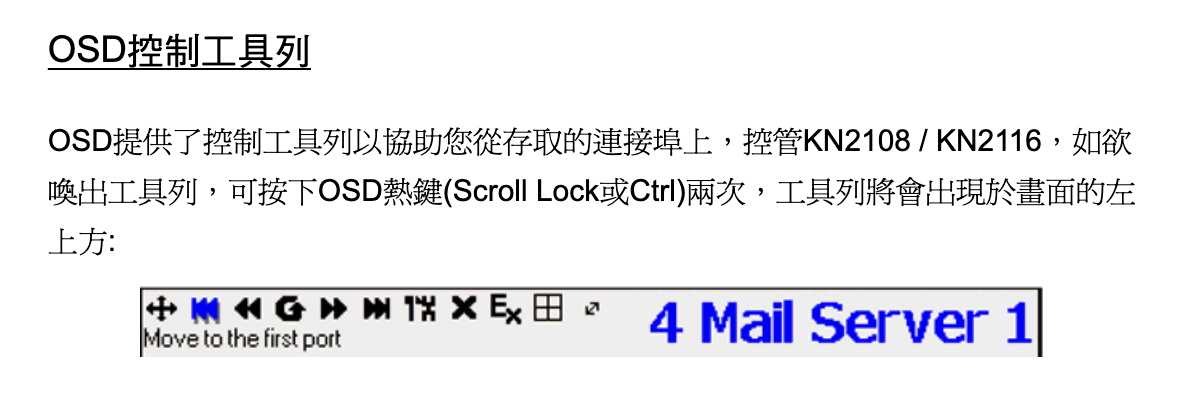 OSD控制工具列
OSD提供了控制工具列以協助您從存取的連接埠上，控管KN2108 / KN2116，如欲
喚出工具列，可按下OSD熱鍵(Scroll Lock或Ctrl)兩次，工具列將會出現於畫面的左
上方:
Ex 4 Mail Server 1
Move to the first port